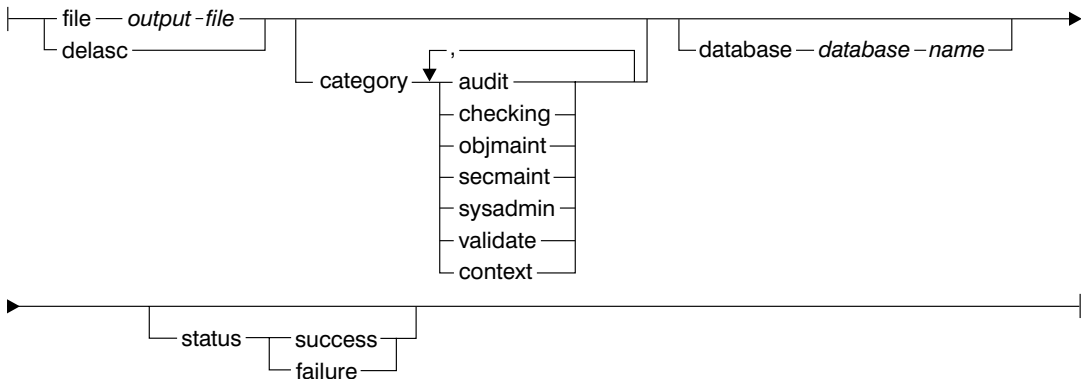 file output-file
delasc
,
category audit
database database-name
checking
objmaint
secmaint
sysadmin
validate
context
status success
failure